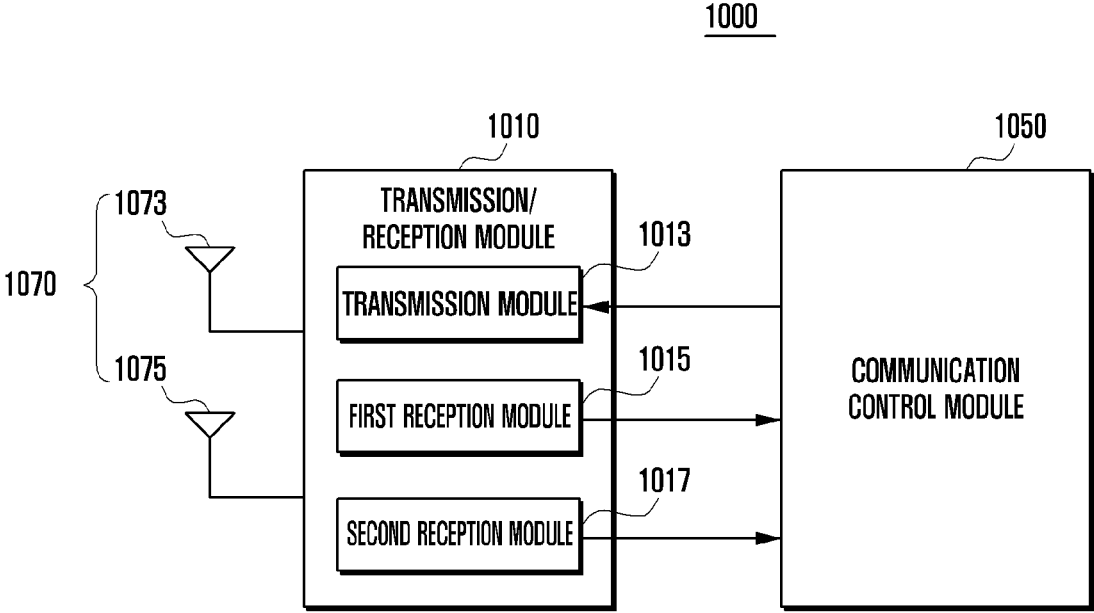 1000
1010
1050
1073
TRANSMISSION/
RECEPTION MODULE
1013
1070
TRANSMISSION MODULE
1075
1015
COMMUNICATION
CONTROL MODULE
FIRST RECEPTION MODULE
1017
SECOND RECEPTION MODULE